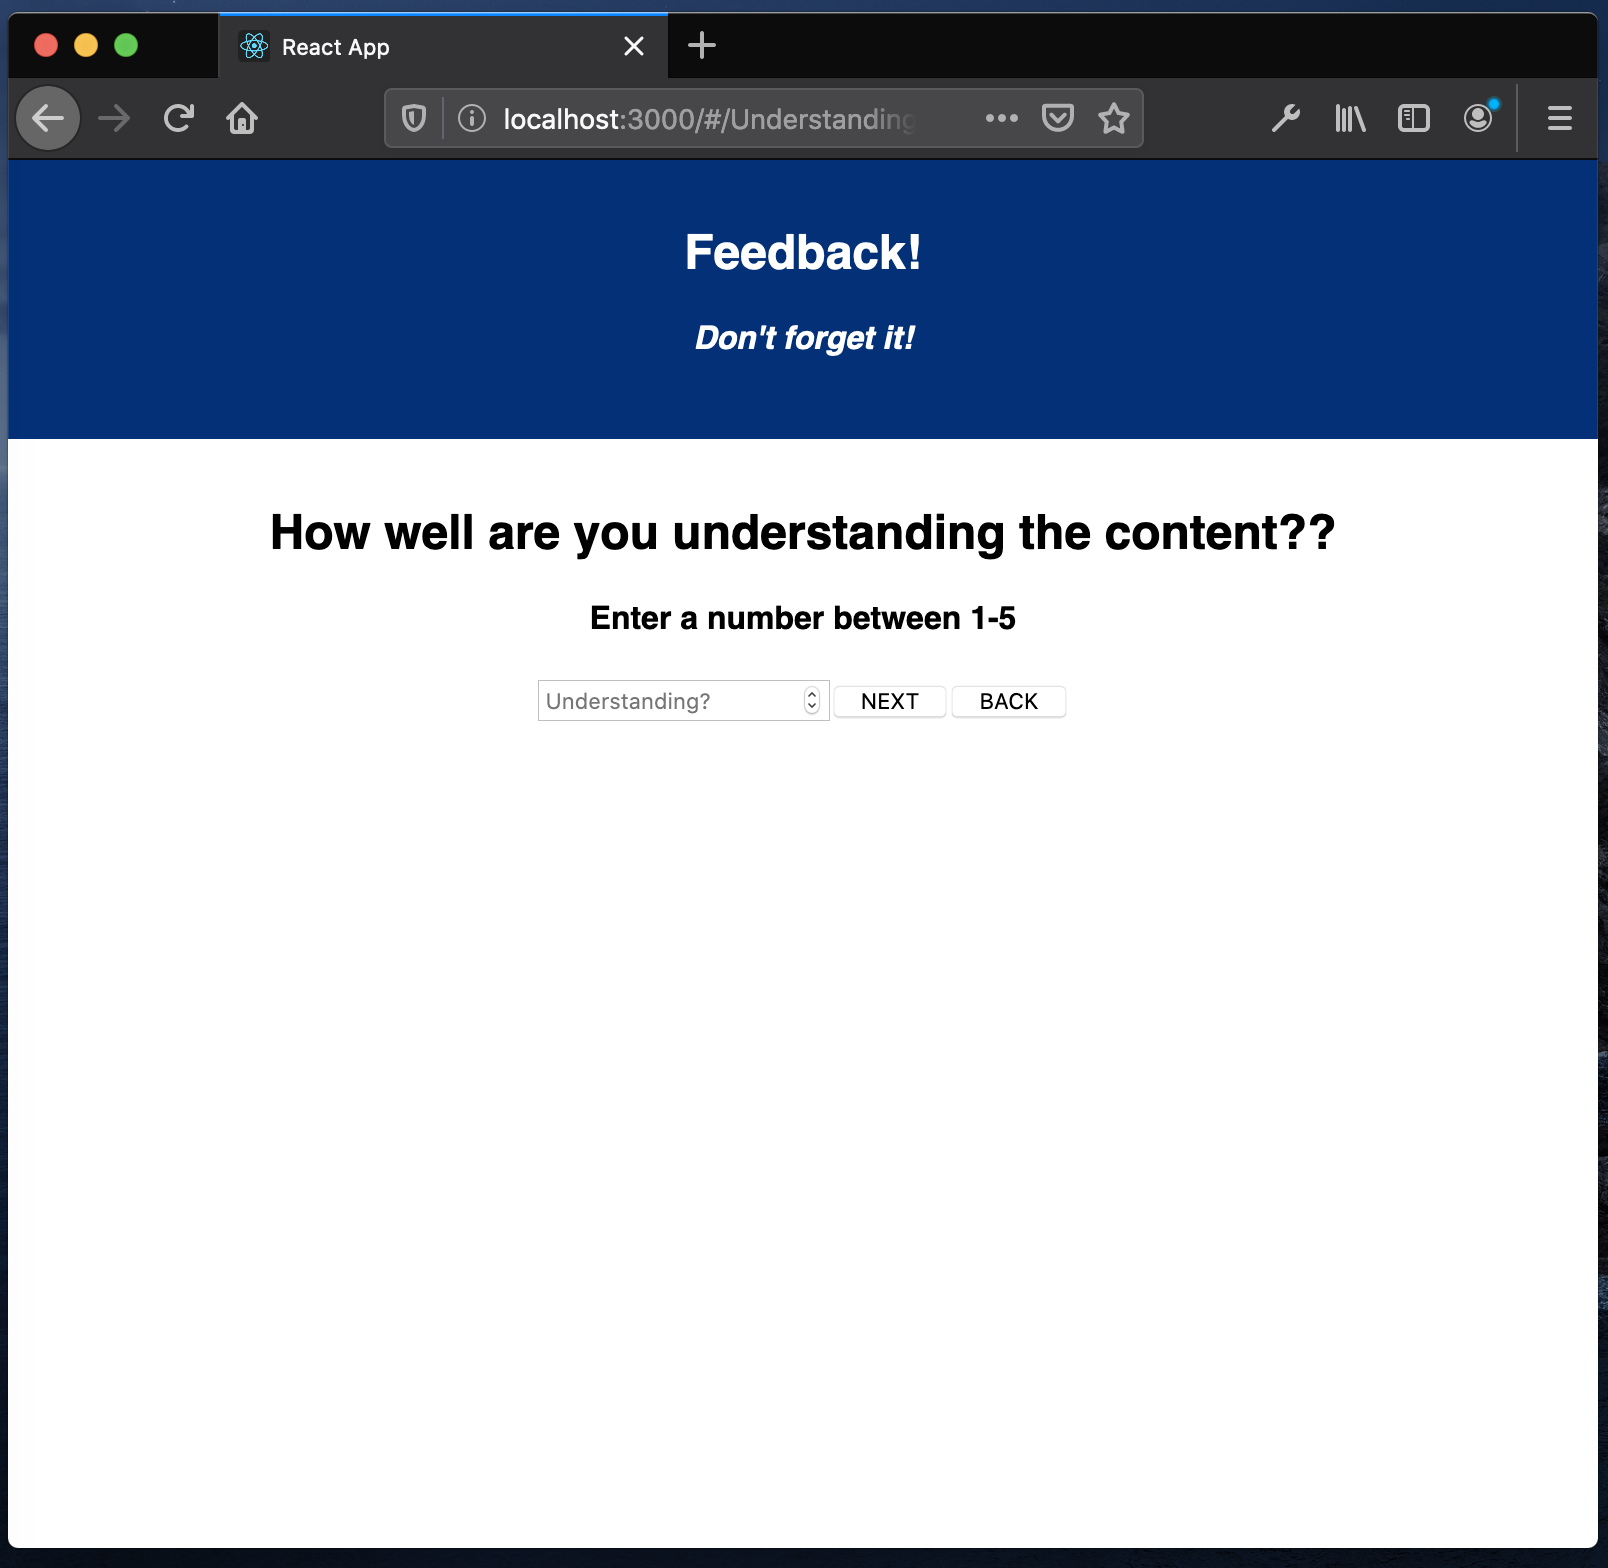 React App
localhost:3000/#/Understanding
Feedback!
Don't forget it!
How well are you understanding the content??
Enter a number between 1-5
Understanding? NEXT BACK